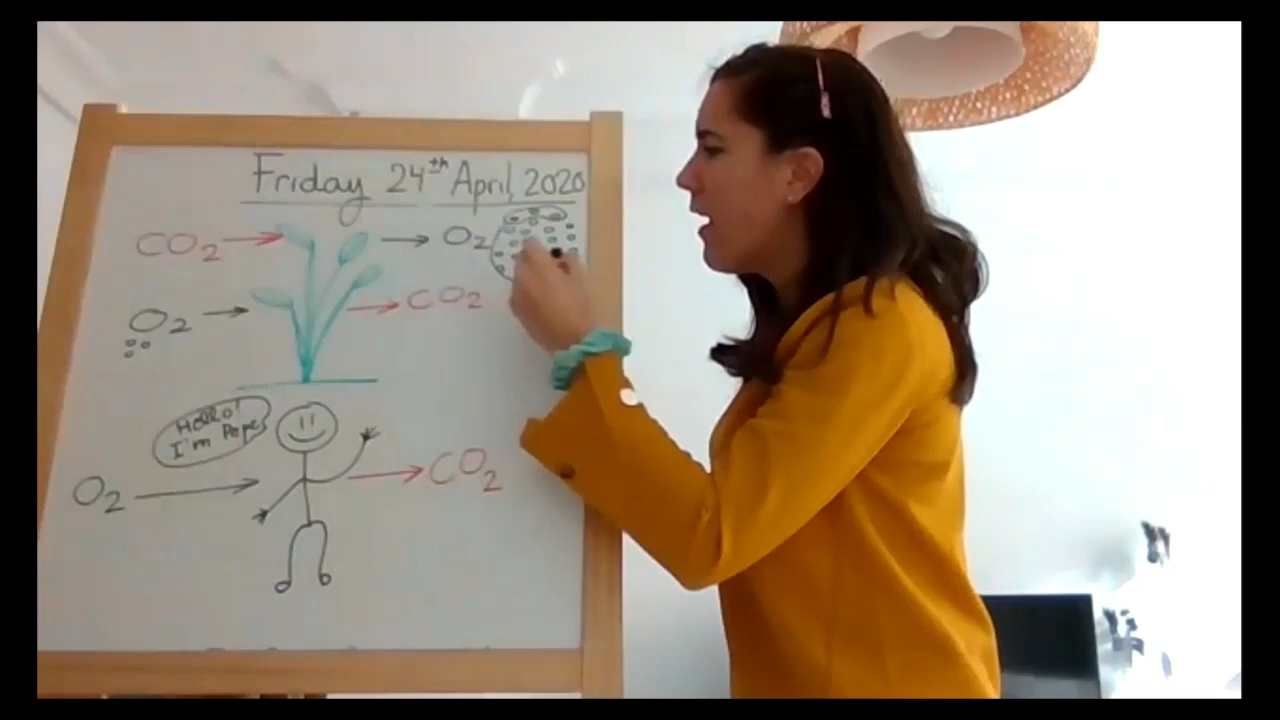 Friday 24th April, 2020
CO2 → → O2
O2 → → CO2
Hello!
I'm Pepe
O2 → → CO2